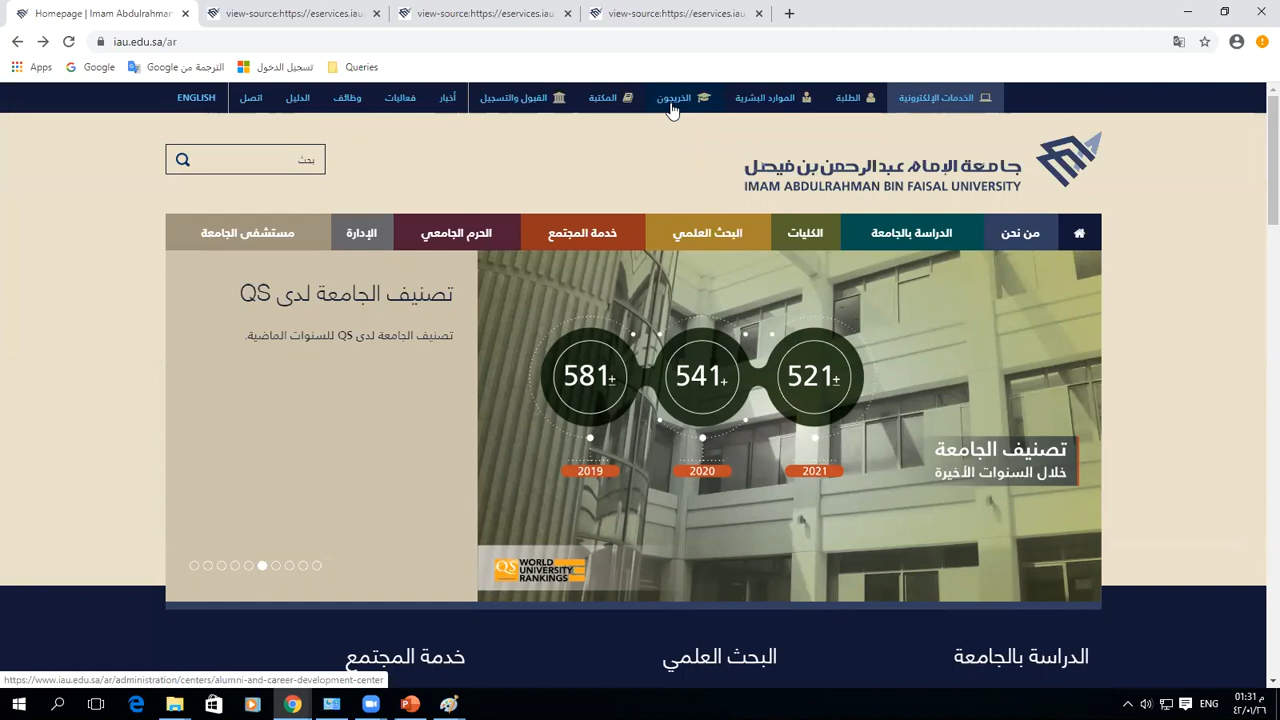 Homepage | Imam Abdulrahman
view-source:https://eservices.iau.
view-source:https://eservices.iau.
view-source:https://eservices.iau.
iau.edu.sa/ar
Apps
Google
الترجمة من Google
تسجيل الدخول
Queries
الخدمات الإلكترونية
الطلبة
الموارد البشرية
الخريجون
المكتبة
القبول والتسجيل
أخبار
فعاليات
وظائف
الدليل
اتصل
ENGLISH
جامعة الإمام عبدالرحمن بن فيصل
IMAM ABDULRAHMAN BIN FAISAL UNIVERSITY
بحث
من نحن
الدراسة بالجامعة
الكليات
البحث العلمي
خدمة المجتمع
الحرم الجامعي
الإدارة
مستشفى الجامعة
تصنيف الجامعة لدى QS
تصنيف الجامعة لدى QS للسنوات الماضية.
581±
541+
521±
2019
2020
2021
تصنيف الجامعة
خلال السنوات الأخيرة
QS WORLD UNIVERSITY RANKINGS
الدراسة بالجامعة
البحث العلمي
خدمة المجتمع
https://www.iau.edu.sa/ar/administration/centers/alumni-and-career-development-center
ENG
01:31 م
٤٢/٠١/٢٦